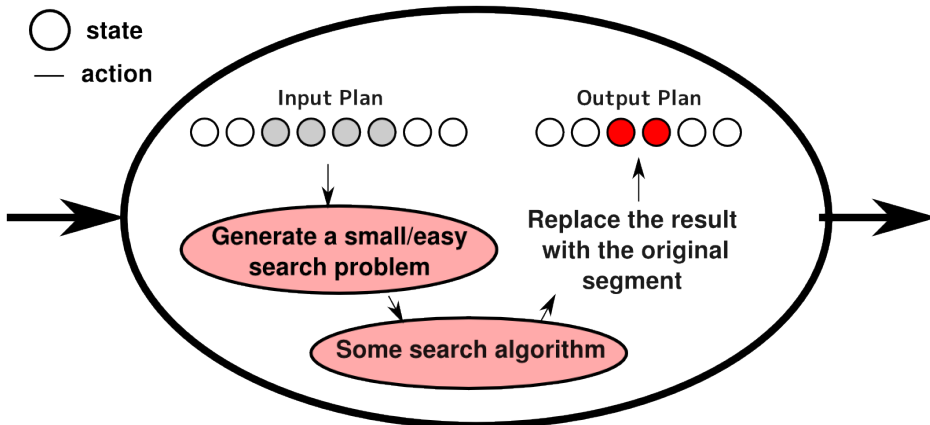 state
action
Input Plan
Output Plan
Generate a small/easy
search problem
Some search algorithm
Replace the result
with the original
segment